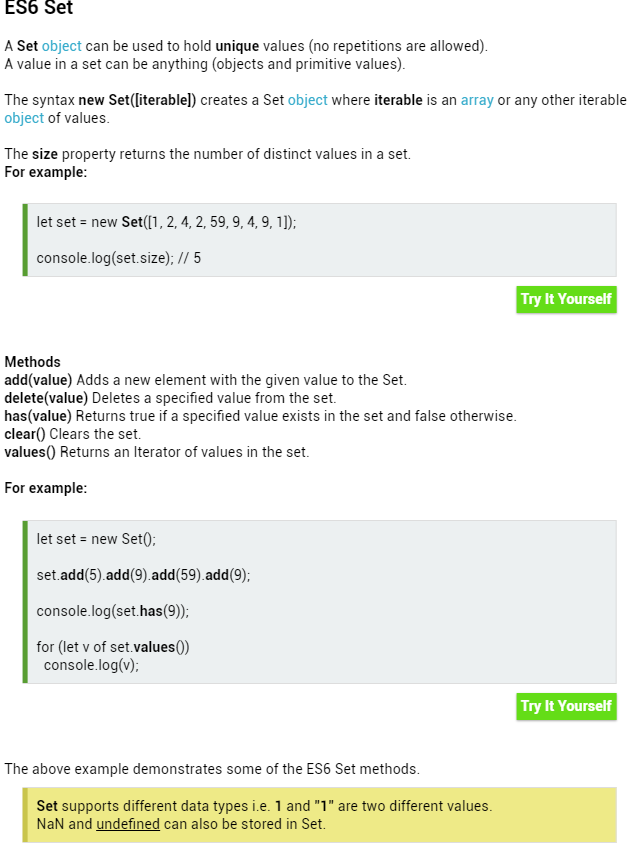 ES6 Set
A Set object can be used to hold unique values (no repetitions are allowed).
A value in a set can be anything (objects and primitive values).
The syntax new Set([iterable]) creates a Set object where iterable is an array or any other iterable
object of values.
The size property returns the number of distinct values in a set.
For example:
let set = new Set([1, 2, 4, 2, 59, 9, 4, 9, 1]);
console.log(set.size); // 5
Try It Yourself
Methods
add(value) Adds a new element with the given value to the Set.
delete(value) Deletes a specified value from the set.
has(value) Returns true if a specified value exists in the set and false otherwise.
clear() Clears the set.
values() Returns an Iterator of values in the set.
For example:
let set = new Set();
set.add(5).add(9).add(59).add(9);
console.log(set.has(9));
for (let v of set.values())
console.log(v);
Try It Yourself
The above example demonstrates some of the ES6 Set methods.
Set supports different data types i.e. 1 and "1" are two different values.
NaN and undefined can also be stored in Set.